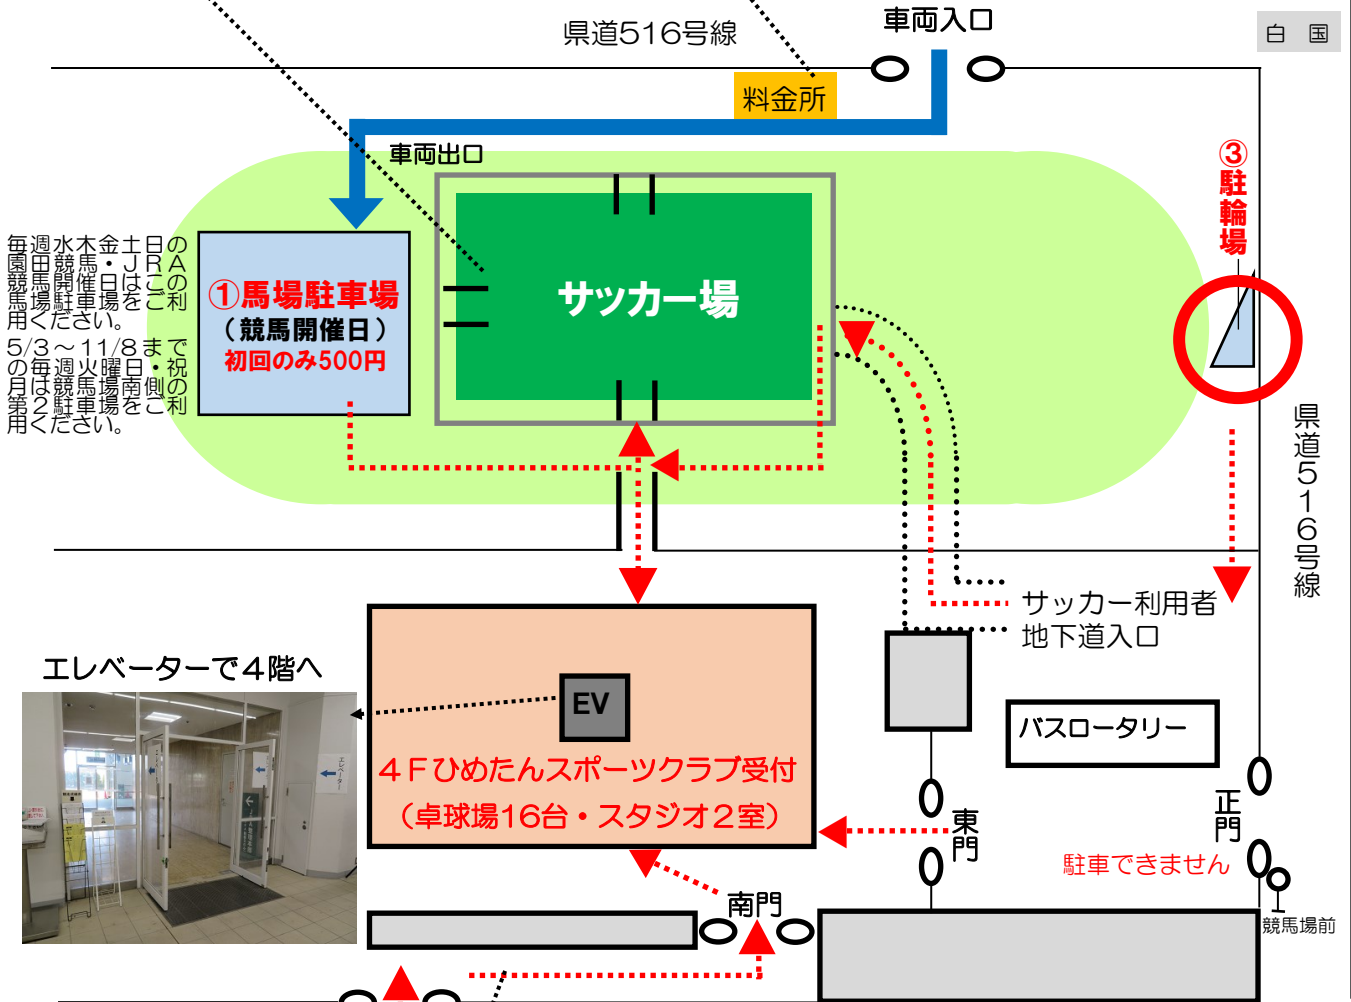 車両入口
県道516号線
白 国
料金所
車両出口
③駐輪場
毎週水木金土日の
園田競馬・ＪＲＡ
競馬開催日はこの
馬場駐車場をご利
用ください。
5/3～11/8まで
の毎週火曜日・祝
月は競馬場南側の
第２駐車場をご利
用ください。
①馬場駐車場
（競馬開催日）
初回のみ500円
サッカー場
県道516号線
サッカー利用者
地下道入口
エレベーターで４階へ
EV
バスロータリー
４Ｆひめたんスポーツクラブ受付
（卓球場16台・スタジオ２室）
東門
正門
駐車できません
南門
競馬場前
エレベーター